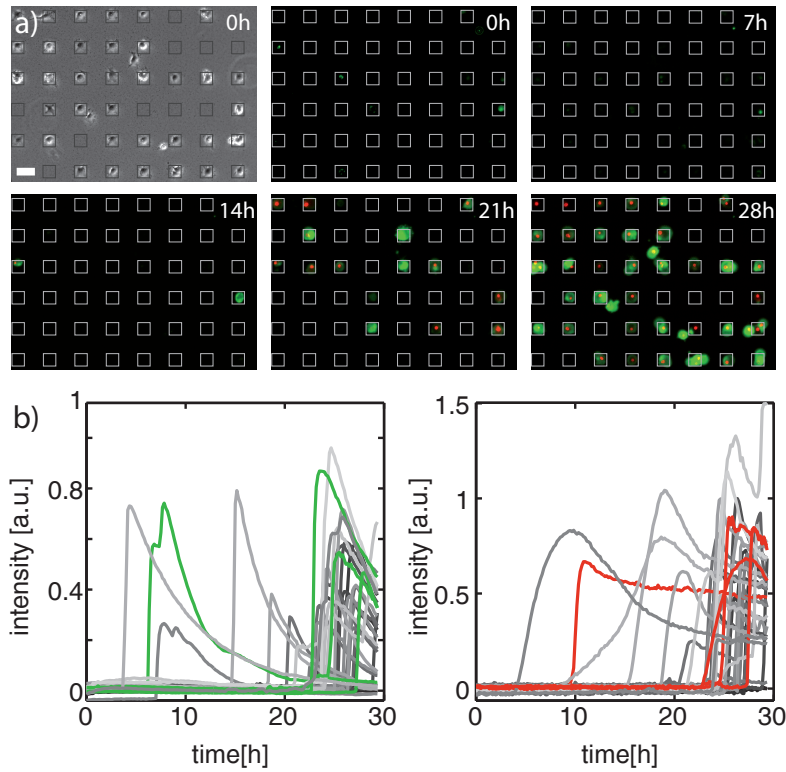 a) 0h 0h 7h
14h 21h 28h
b)
1
0.8
0.4
0
0 10 20 30
intensity [a.u.]
time[h]
1.5
1
0.5
0
0 10 20 30
intensity [a.u.]
time[h]